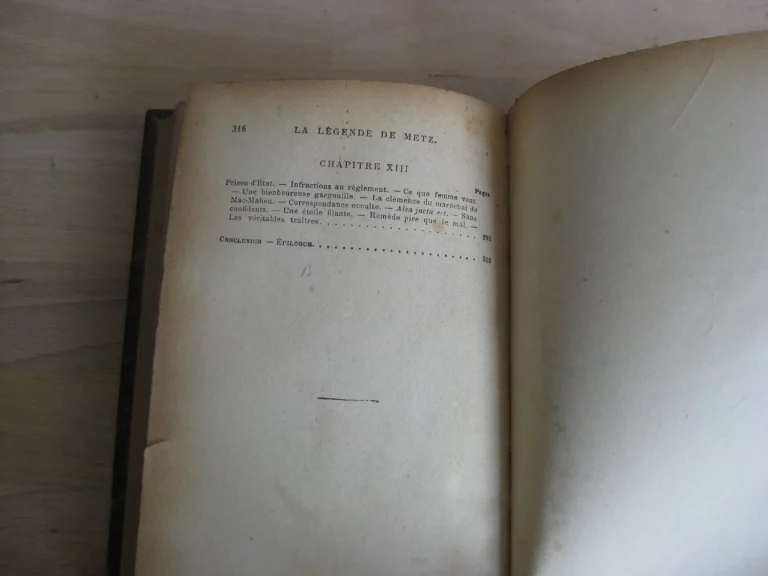 316 LA LÉGENDE DE METZ.
CHAPITRE XIII
Pages.
Prison d'État. — Infractions au règlement. — Ce que femme veut.
— Une bienheureuse gargouille. — La clémence du maréchal de
Mac-Mahon. — Correspondance occulte. — Alea jacta est. — Sans
confidents. — Une étoile filante. — Remède pire que le mal. —
Les véritables traîtres. . . . . . . . . . . . . . . . . . . . 291
CONCLUSION — ÉPILOGUE. . . . . . . . . . . . . . . . . . . . .